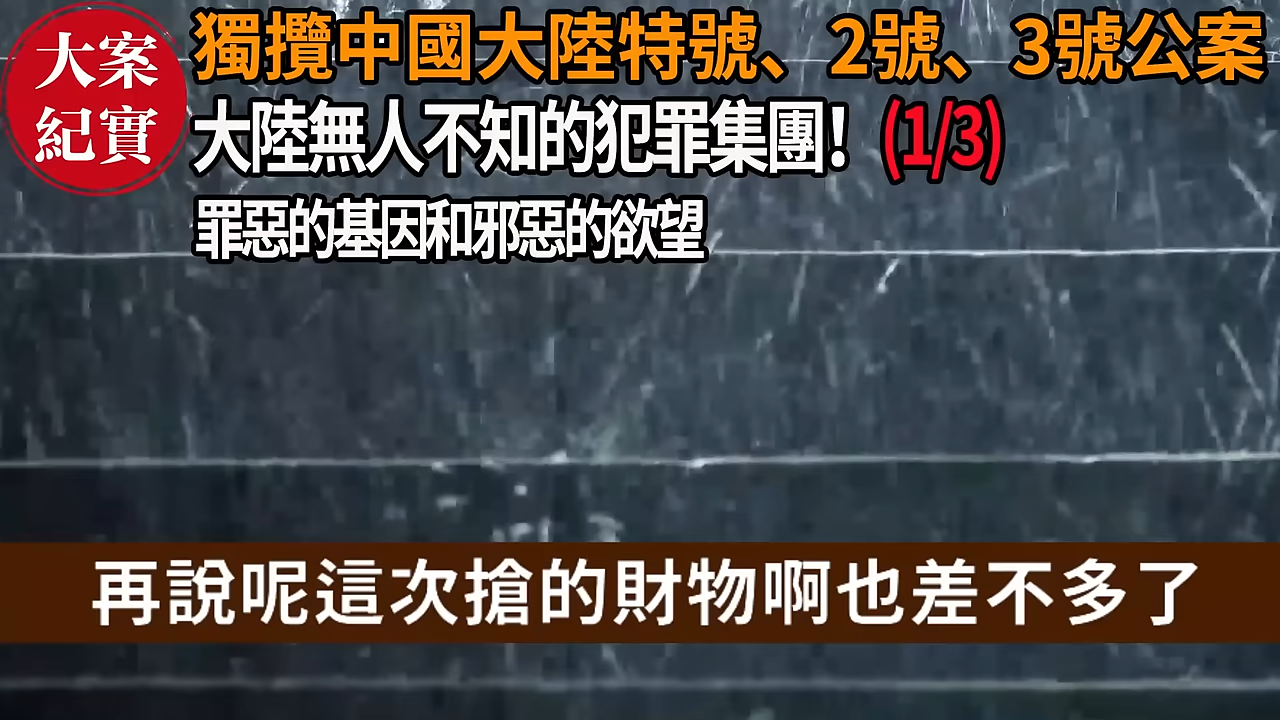 大案
紀實
獨攬中國大陸特號、2號、3號公案
大陸無人不知的犯罪集團！(1/3)
罪惡的基因和邪惡的欲望
再說呢這次搶的財物啊也差不多了